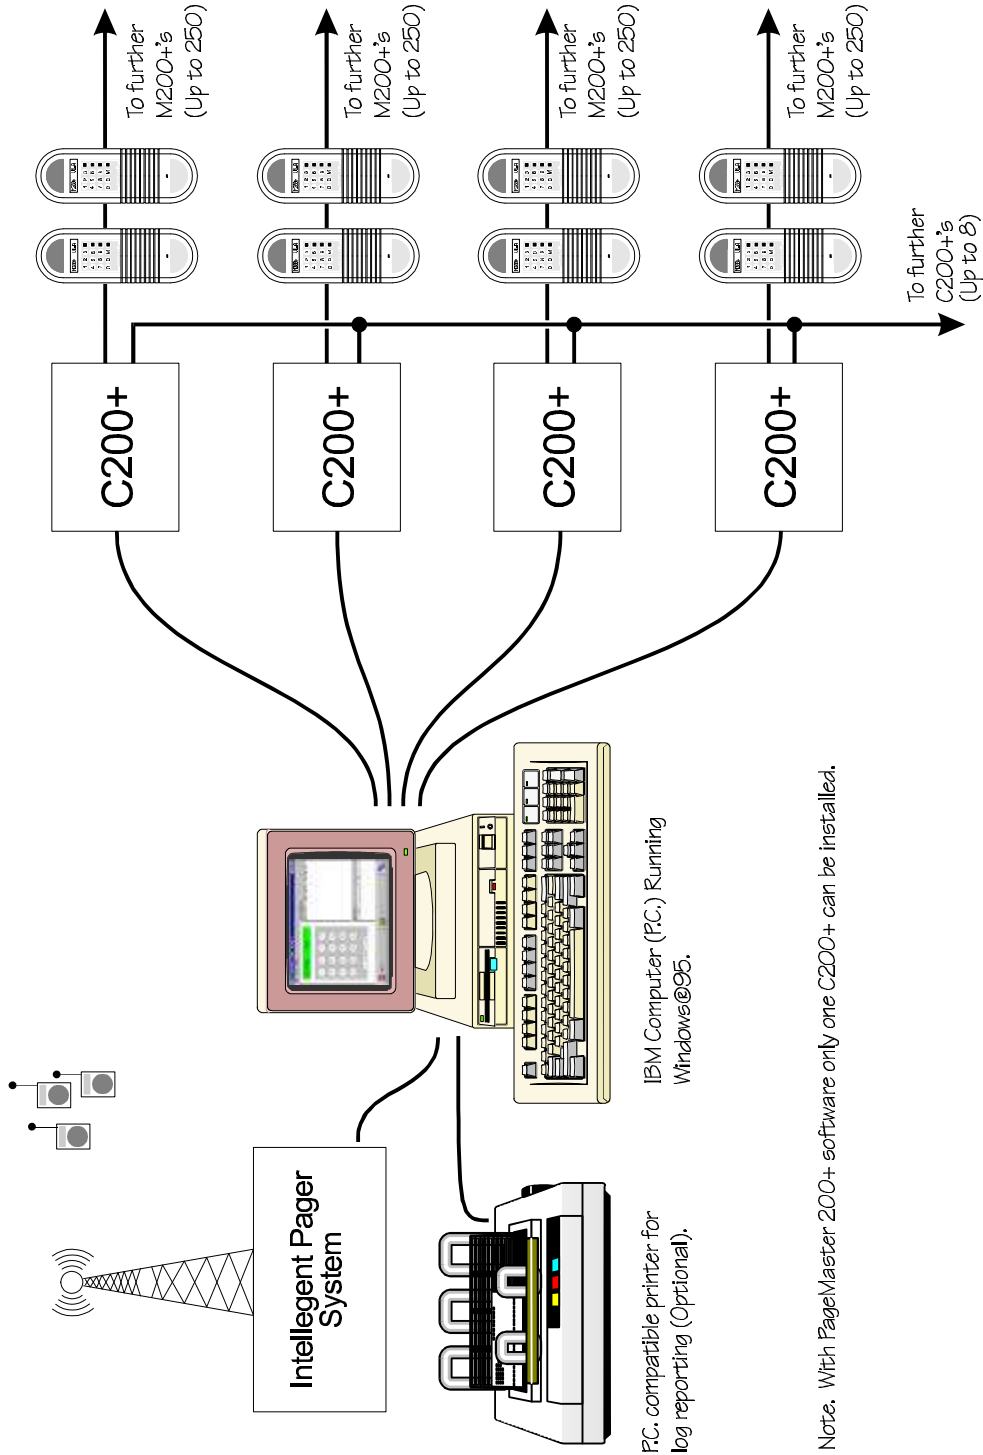 Intellegent Pager
System
P.C. compatible printer for
log reporting (Optional).
IBM Computer (P.C.) Running
Windows®95.
C200+
C200+
C200+
C200+
To further
M200+'s
(Up to 250)
To further
M200+'s
(Up to 250)
To further
M200+'s
(Up to 250)
To further
M200+'s
(Up to 250)
To further
C200+'s
(Up to 8)
Note. With PageMaster 200+ software only one C200+ can be installed.